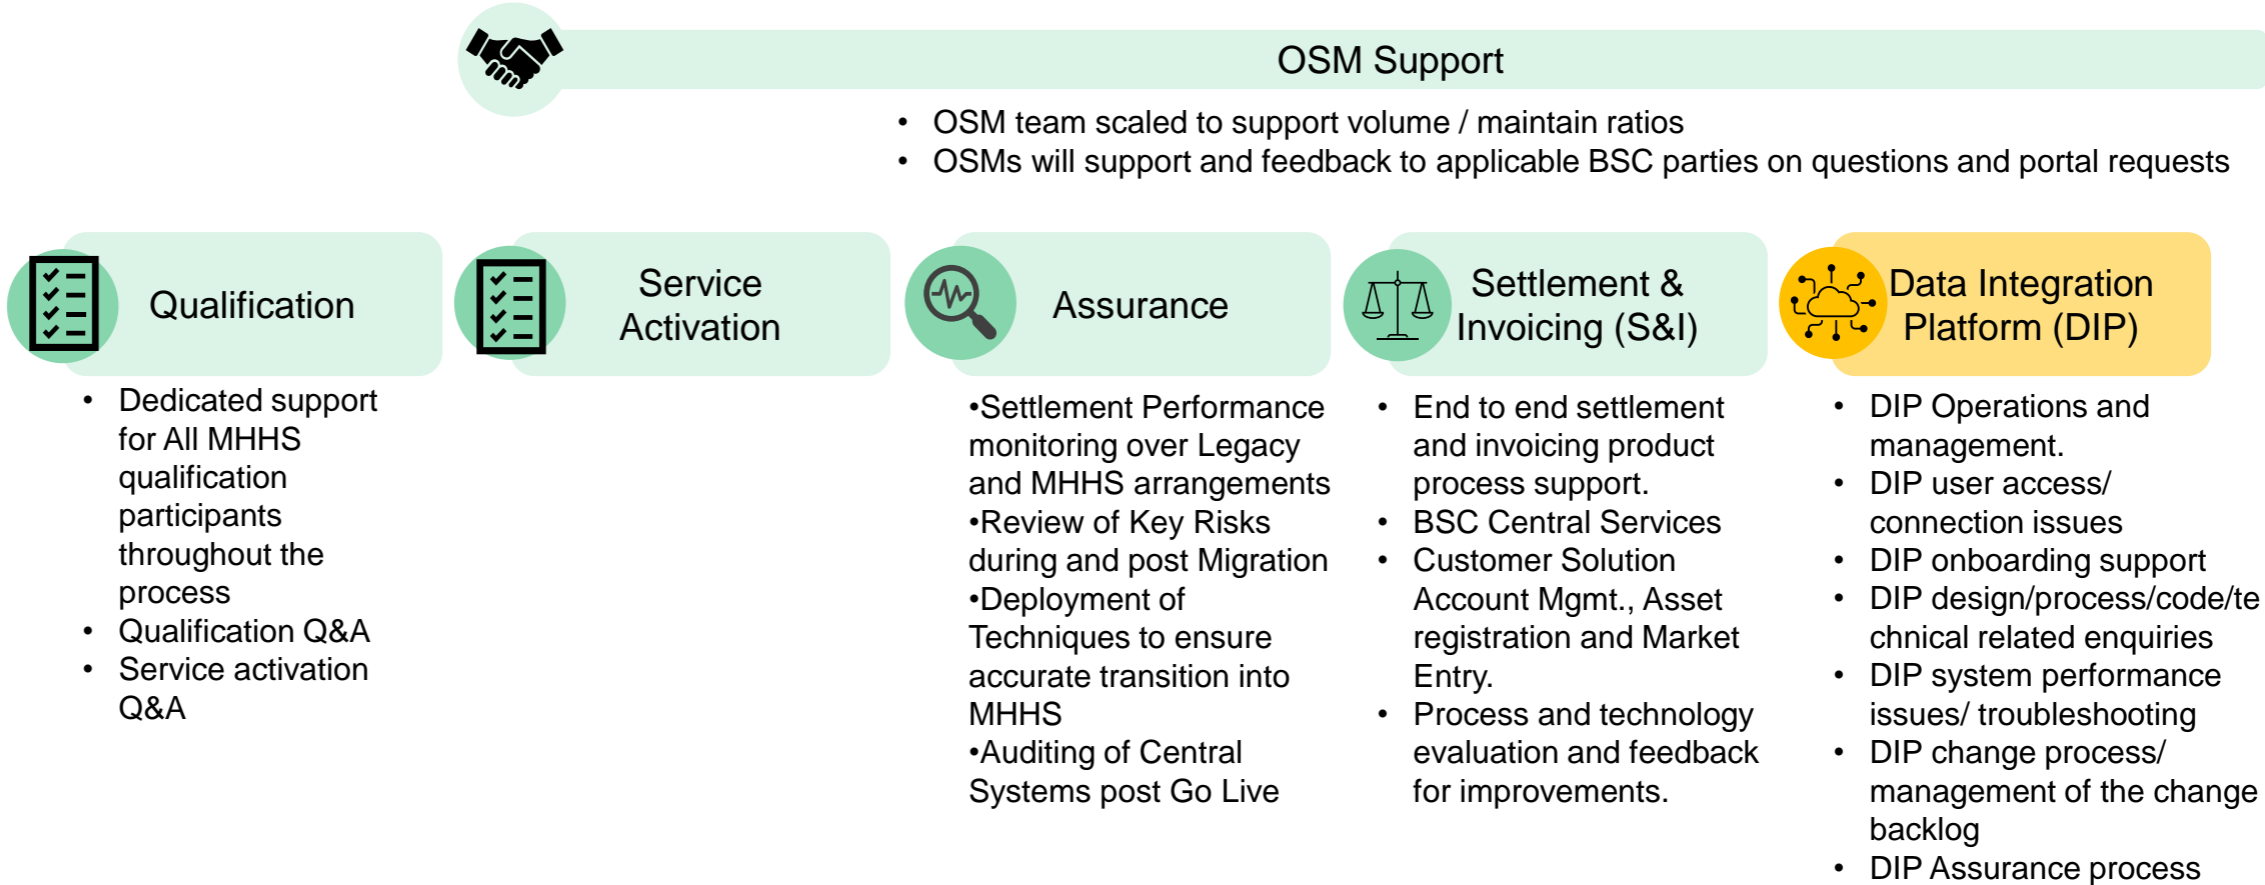 OSM Support
• OSM team scaled to support volume / maintain ratios
• OSMs will support and feedback to applicable BSC parties on questions and portal requests
Qualification
• Dedicated support
for All MHHS
qualification
participants
throughout the
process
• Qualification Q&A
• Service activation
Q&A
Service
Activation
Assurance
•Settlement Performance
monitoring over Legacy
and MHHS arrangements
•Review of Key Risks
during and post Migration
•Deployment of
Techniques to ensure
accurate transition into
MHHS
•Auditing of Central
Systems post Go Live
Settlement &
Invoicing (S&I)
• End to end settlement
and invoicing product
process support.
• BSC Central Services
• Customer Solution
Account Mgmt., Asset
registration and Market
Entry.
• Process and technology
evaluation and feedback
for improvements.
Data Integration
Platform (DIP)
• DIP Operations and
management.
• DIP user access/
connection issues
• DIP onboarding support
• DIP design/process/code/te
chnical related enquiries
• DIP system performance
issues/ troubleshooting
• DIP change process/
management of the change
backlog
• DIP Assurance process